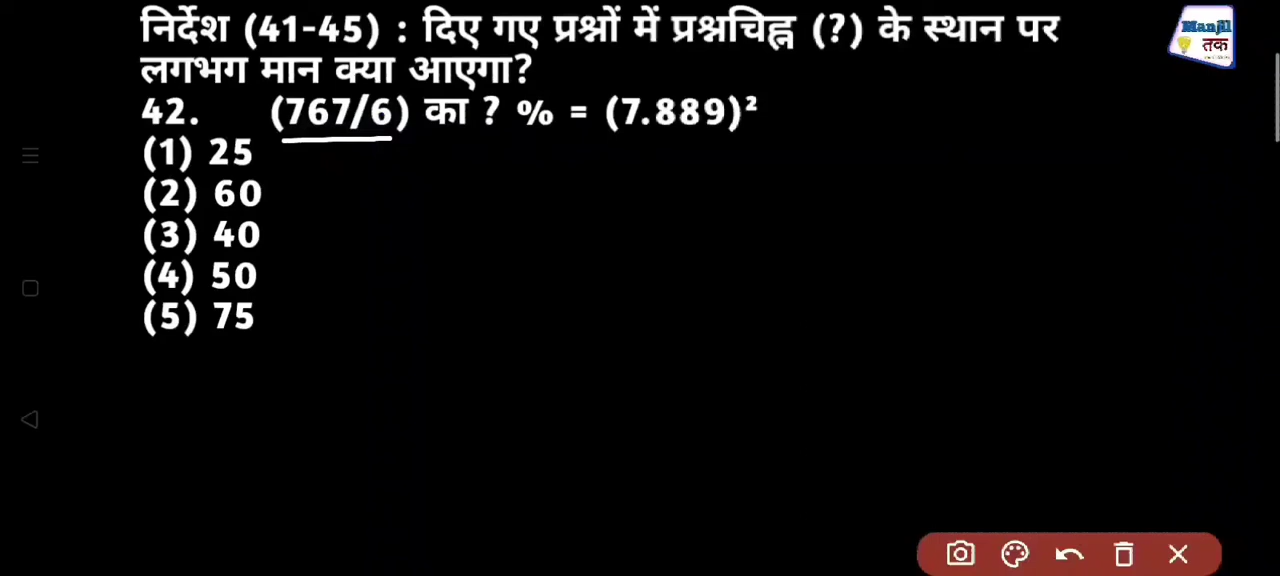 निर्देश (41-45) : दिए गए प्रश्नों में प्रश्नचिह्न (?) के स्थान पर
लगभग मान क्या आएगा?
42. (767/6) का ? % = (7.889)²
(1) 25
(2) 60
(3) 40
(4) 50
(5) 75
Manjil
तक